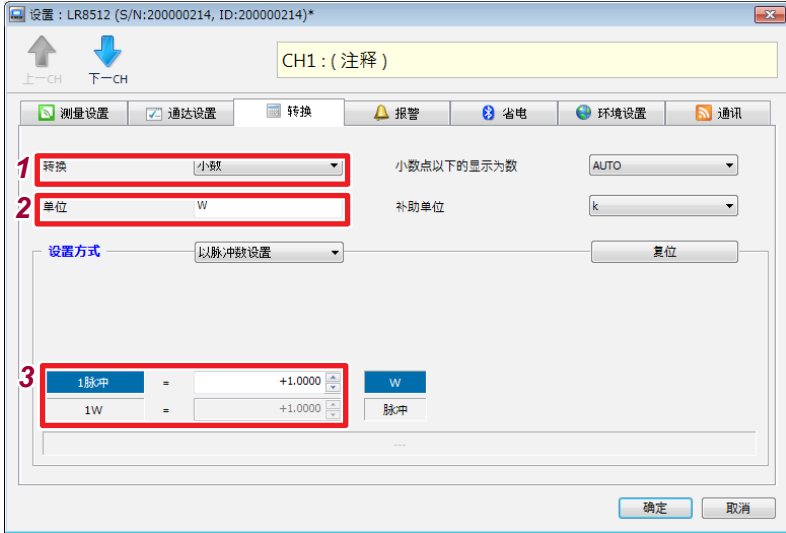 设置 : LR8512 (S/N:200000214, ID:200000214)*
上一CH 下一CH CH1 : ( 注释 )
测量设置 通达设置 转换 报警 省电 环境设置 通讯
1 转换 小数 小数点以下的显示为数 AUTO
2 单位 W 补助单位 k
设置方式 以脉冲数设置 复位
3 1脉冲 = +1.0000 W
1W = +1.0000 脉冲
---
确定 取消